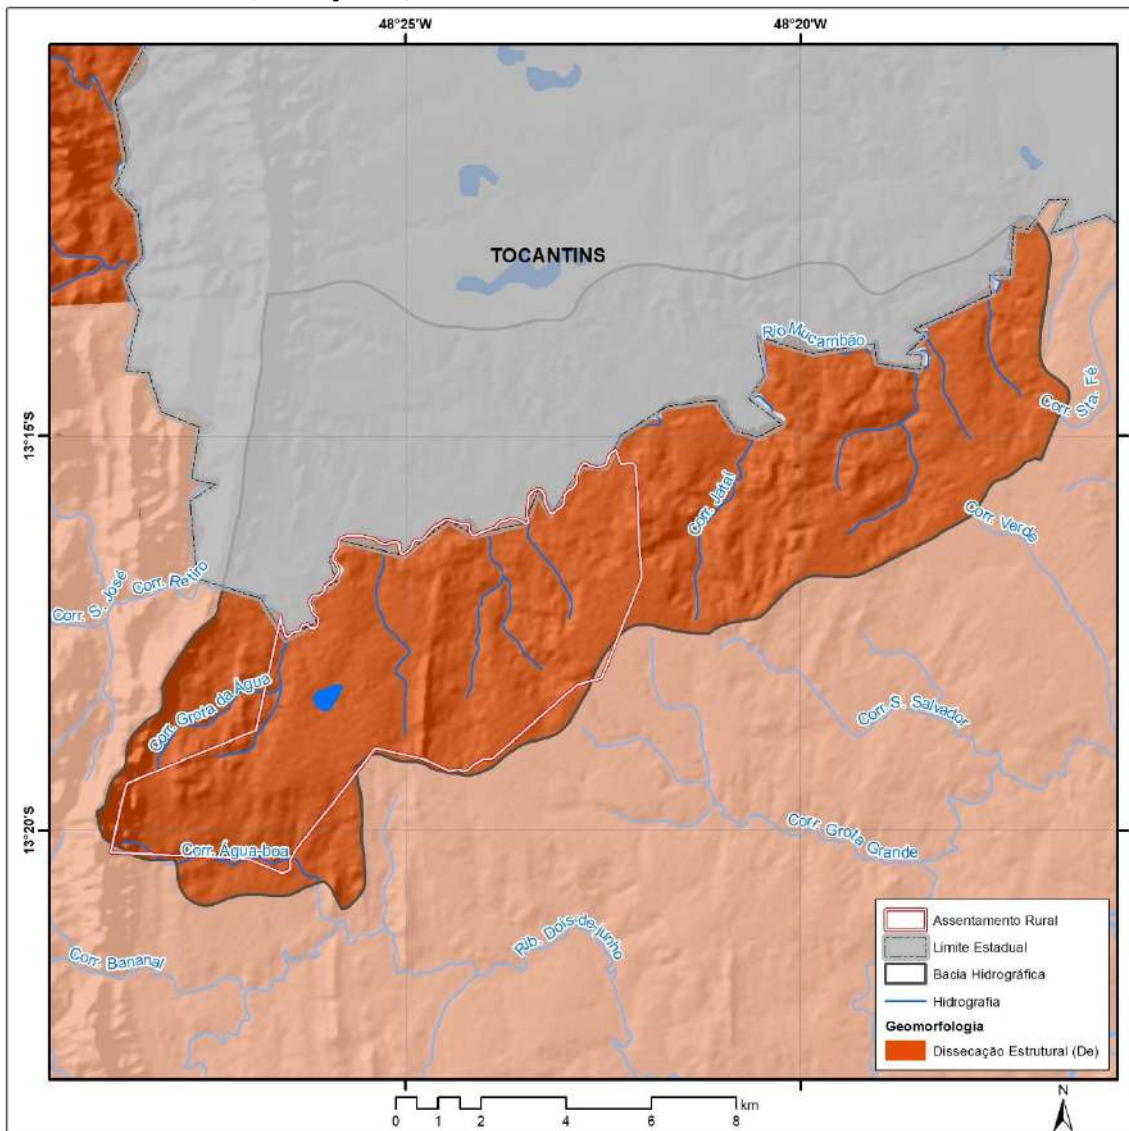 48°25'W
48°20'W
TOCANTINS
Rio Mucambão
Corr. Sta. Fé
13°15'S
13°15'S
Corr. Jataí
Corr. Verde
Corr. S. José
Corr. Retiro
Corr. Grota da Água
Corr. S. Salvador
13°20'S
Corr. Grota Grande
Corr. Água-boa
Rib. Dois-de-junho
Corr. Bananal
Assentamento Rural
Limite Estadual
Bacia Hidrográfica
Hidrografia
Geomorfologia
Dissecação Estrutural (De)
km
0 1 2 4 6 8
N